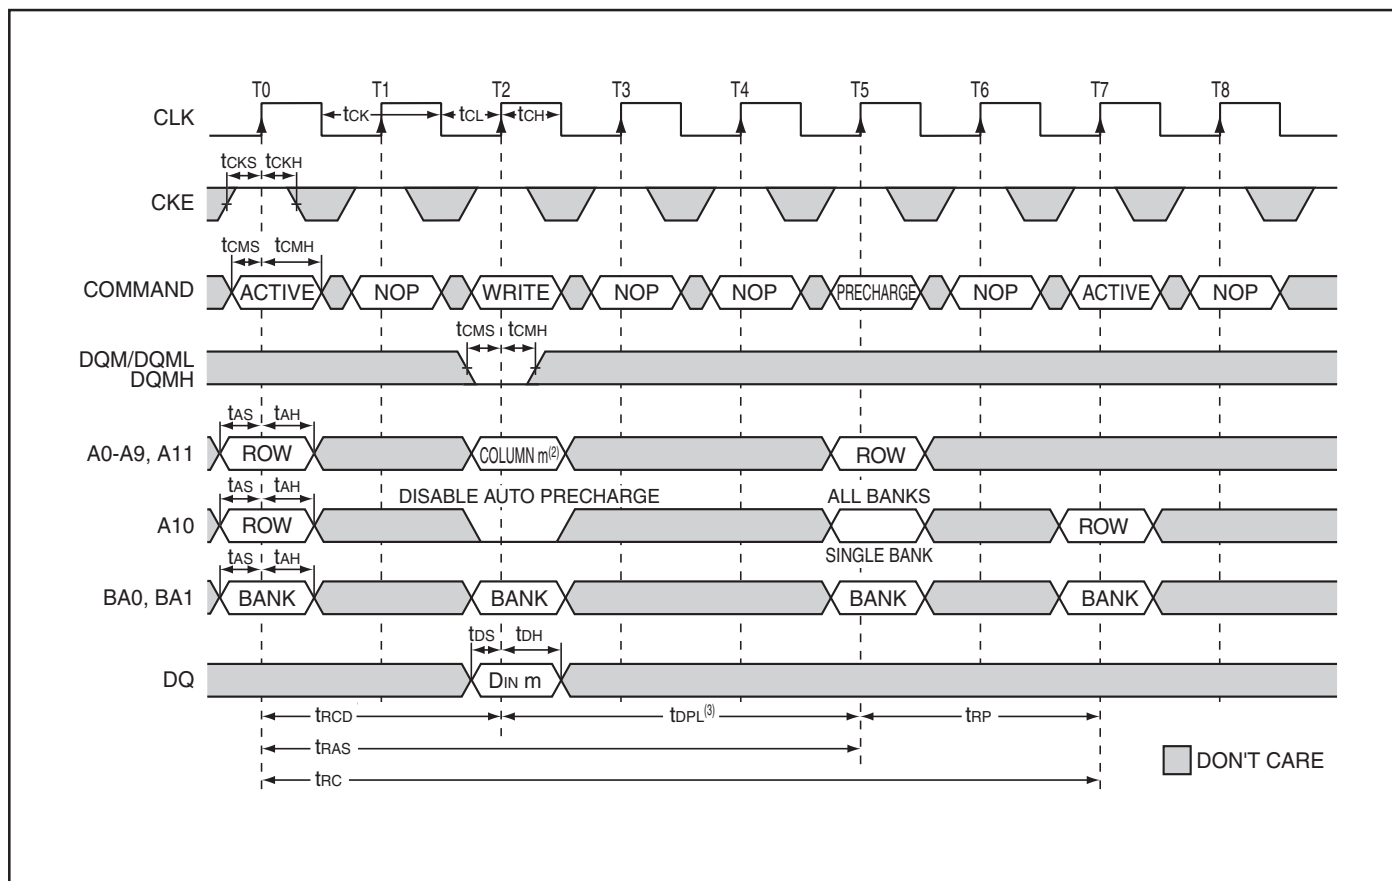 T0 T1 T2 T3 T4 T5 T6 T7 T8
CLK tCK tCL tCH
tCKS tCKH
CKE
tCMS tCMH
COMMAND ACTIVE NOP WRITE NOP NOP PRECHARGE NOP ACTIVE NOP
tCMS tCMH
DQM/DQML
DQMH
tAS tAH
A0-A9, A11 ROW COLUMN m(2) ROW
tAS tAH DISABLE AUTO PRECHARGE ALL BANKS
A10 ROW ROW
SINGLE BANK
tAS tAH
BA0, BA1 BANK BANK BANK BANK
tDS tDH
DQ DIN m
tRCD tDPL(3) tRP
tRAS
DON'T CARE
tRC